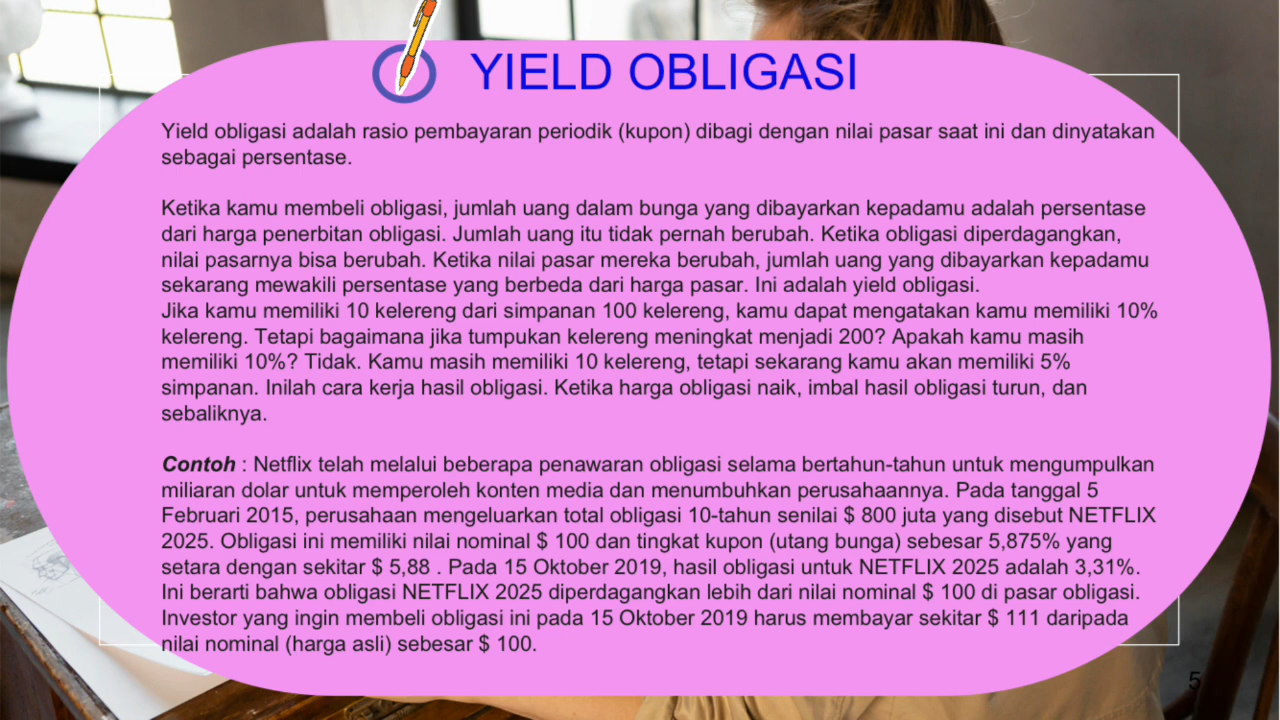 YIELD OBLIGASI
Yield obligasi adalah rasio pembayaran periodik (kupon) dibagi dengan nilai pasar saat ini dan dinyatakan
sebagai persentase.
Ketika kamu membeli obligasi, jumlah uang dalam bunga yang dibayarkan kepadamu adalah persentase
dari harga penerbitan obligasi. Jumlah uang itu tidak pernah berubah. Ketika obligasi diperdagangkan,
nilai pasarnya bisa berubah. Ketika nilai pasar mereka berubah, jumlah uang yang dibayarkan kepadamu
sekarang mewakili persentase yang berbeda dari harga pasar. Ini adalah yield obligasi.
Jika kamu memiliki 10 kelereng dari simpanan 100 kelereng, kamu dapat mengatakan kamu memiliki 10%
kelereng. Tetapi bagaimana jika tumpukan kelereng meningkat menjadi 200? Apakah kamu masih
memiliki 10%? Tidak. Kamu masih memiliki 10 kelereng, tetapi sekarang kamu akan memiliki 5%
simpanan. Inilah cara kerja hasil obligasi. Ketika harga obligasi naik, imbal hasil obligasi turun, dan
sebaliknya.
Contoh : Netflix telah melalui beberapa penawaran obligasi selama bertahun-tahun untuk mengumpulkan
miliaran dolar untuk memperoleh konten media dan menumbuhkan perusahaannya. Pada tanggal 5
Februari 2015, perusahaan mengeluarkan total obligasi 10-tahun senilai $ 800 juta yang disebut NETFLIX
2025. Obligasi ini memiliki nilai nominal $ 100 dan tingkat kupon (utang bunga) sebesar 5,875% yang
setara dengan sekitar $ 5,88 . Pada 15 Oktober 2019, hasil obligasi untuk NETFLIX 2025 adalah 3,31%.
Ini berarti bahwa obligasi NETFLIX 2025 diperdagangkan lebih dari nilai nominal $ 100 di pasar obligasi.
Investor yang ingin membeli obligasi ini pada 15 Oktober 2019 harus membayar sekitar $ 111 daripada
nilai nominal (harga asli) sebesar $ 100.
5